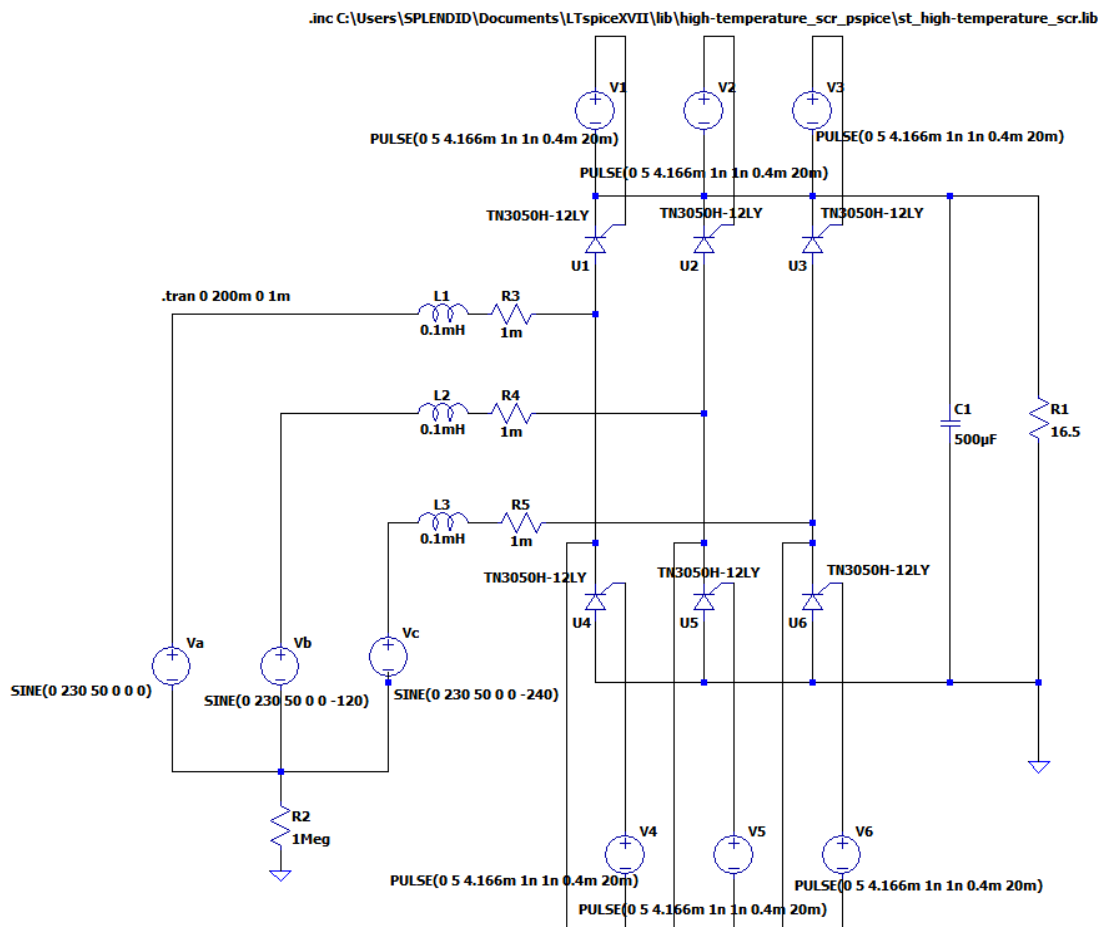 .inc C:\Users\SPLENDID\Documents\LTspiceXVII\lib\high-temperature_scr_pspice\st_high-temperature_scr.lib
V1
V2
V3
PULSE(0 5 4.166m 1n 1n 0.4m 20m)
PULSE(0 5 4.166m 1n 1n 0.4m 20m)
PULSE(0 5 4.166m 1n 1n 0.4m 20m)
TN3050H-12LY
TN3050H-12LY
TN3050H-12LY
U1
U2
U3
.tran 0 200m 0 1m
L1
R3
0.1mH
1m
L2
R4
0.1mH
1m
C1
500µF
R1
16.5
L3
R5
0.1mH
1m
TN3050H-12LY
TN3050H-12LY
TN3050H-12LY
U4
U5
U6
Va
Vb
Vc
SINE(0 230 50 0 0 0)
SINE(0 230 50 0 0 -120)
SINE(0 230 50 0 0 -240)
R2
1Meg
V4
V5
V6
PULSE(0 5 4.166m 1n 1n 0.4m 20m)
PULSE(0 5 4.166m 1n 1n 0.4m 20m)
PULSE(0 5 4.166m 1n 1n 0.4m 20m)